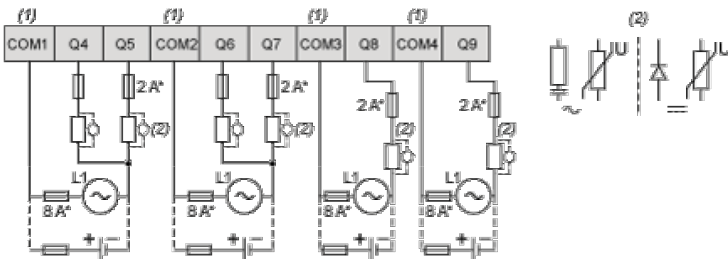 (1) (1) (1) (1) (2)
COM1 Q4 Q5 COM2 Q6 Q7 COM3 Q8 COM4 Q9
U U
2 A* 2 A* 2 A* 2 A*
(2) (2) (2) (2)
L1 L1 L1 L1
8 A* 8 A* 8 A* 8 A*
+ − + − + − + −